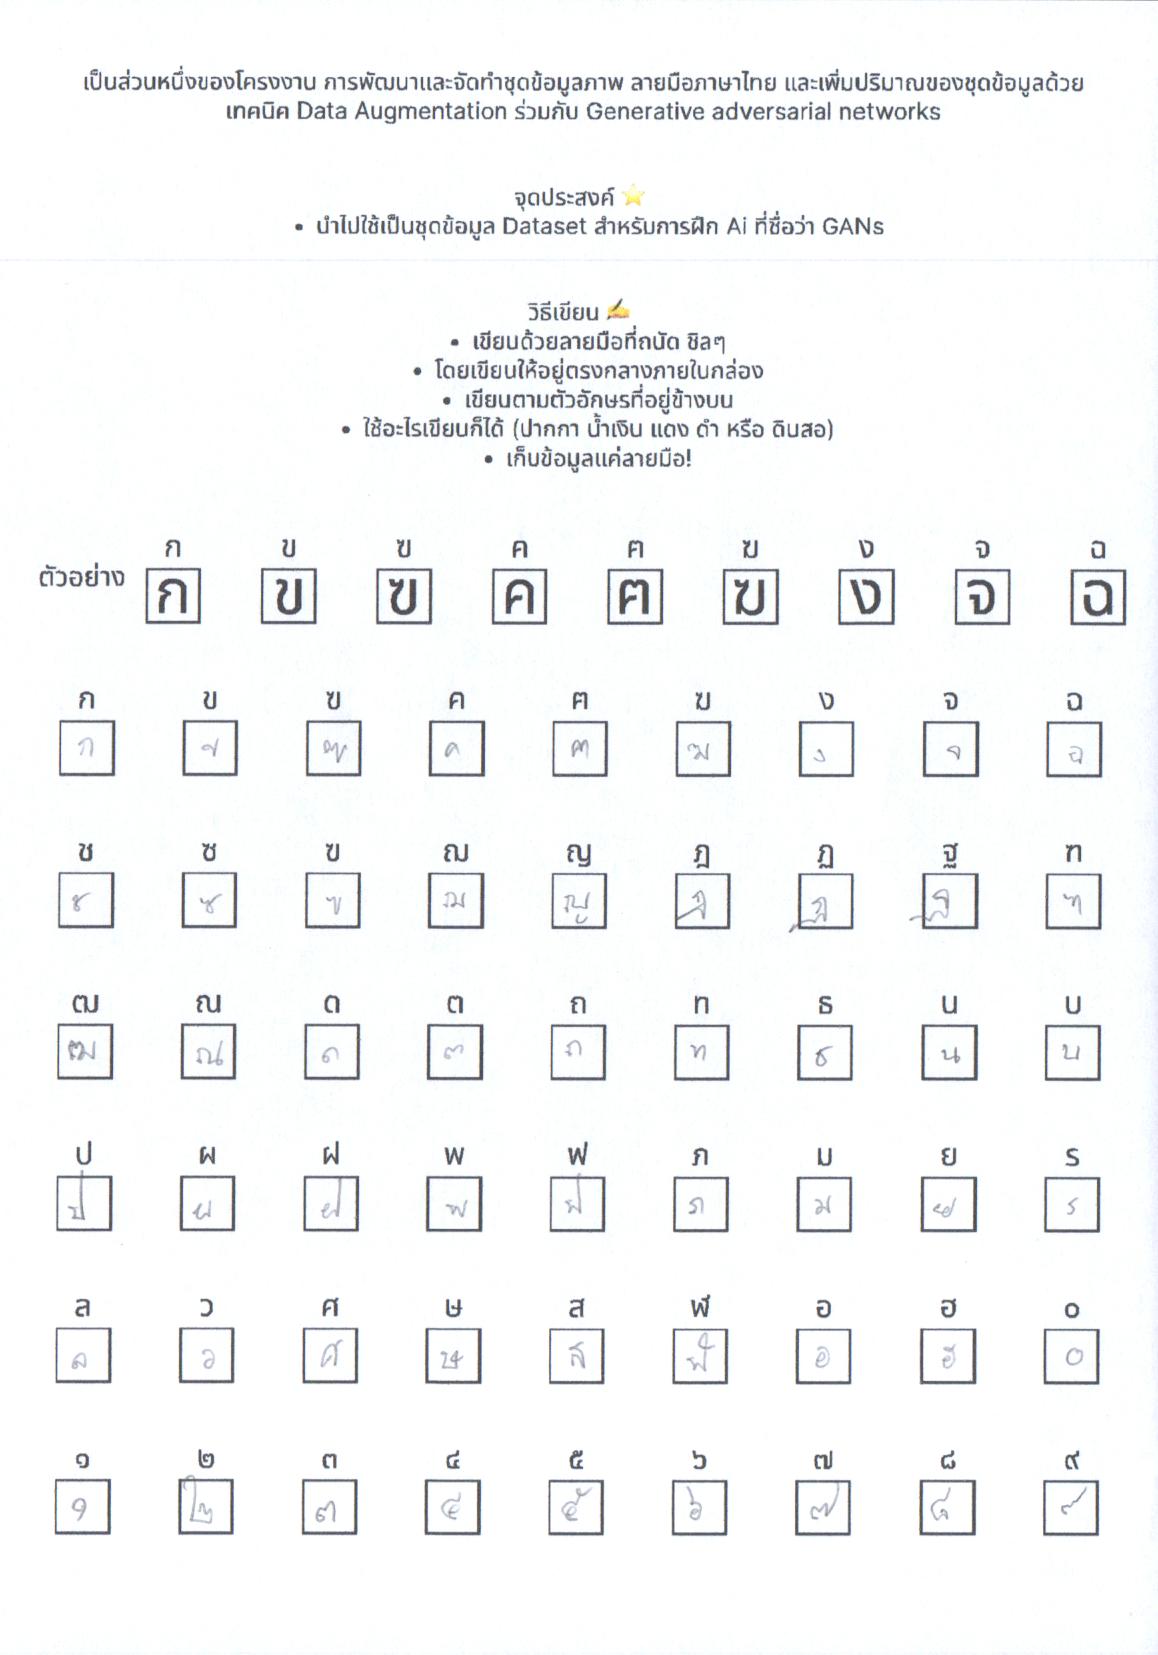 เป็นส่วนหนึ่งของโครงงาน การพัฒนาและจัดทำชุดข้อมูลภาพ ลายมือภาษาไทย และเพิ่มปริมาณของชุดข้อมูลด้วย
เทคนิค Data Augmentation ร่วมกับ Generative adversarial networks
จุดประสงค์ ⭐
• นำไปใช้เป็นชุดข้อมูล Dataset สำหรับการฝึก Ai ที่ชื่อว่า GANs
วิธีเขียน ✍️
• เขียนด้วยลายมือที่ถนัด ชิลๆ
• โดยเขียนให้อยู่ตรงกลางภายในกล่อง
• เขียนตามตัวอักษรที่อยู่ข้างบน
• ใช้อะไรเขียนก็ได้ (ปากกา น้ำเงิน แดง ดำ หรือ ดินสอ)
• เก็บข้อมูลแค่ลายมือ!
ก ข ฃ ค ฅ ฆ ง จ ฉ
ตัวอย่าง ก ข ฃ ค ฅ ฆ ง จ ฉ
ก ข ฃ ค ฅ ฆ ง จ ฉ
ก ข ฃ ค ฅ ฆ ง จ ฉ
ช ซ ฃ ฌ ญ ฎ ฏ ฐ ฑ
ช ซ ฃ ฌ ญ ฎ ฏ ฐ ฑ
ฒ ณ ด ต ถ ท ธ น บ
ฒ ณ ด ต ถ ท ธ น บ
ป ผ ฝ พ ฟ ภ ม ย ร
ป ผ ฝ พ ฟ ภ ม ย ร
ล ว ศ ษ ส ฬ อ ฮ ๐
ล ว ศ ษ ส ฬ อ ฮ ๐
๑ ๒ ๓ ๔ ๕ ๖ ๗ ๘ ๙
๑ ๒ ๓ ๔ ๕ ๖ ๗ ๘ ๙